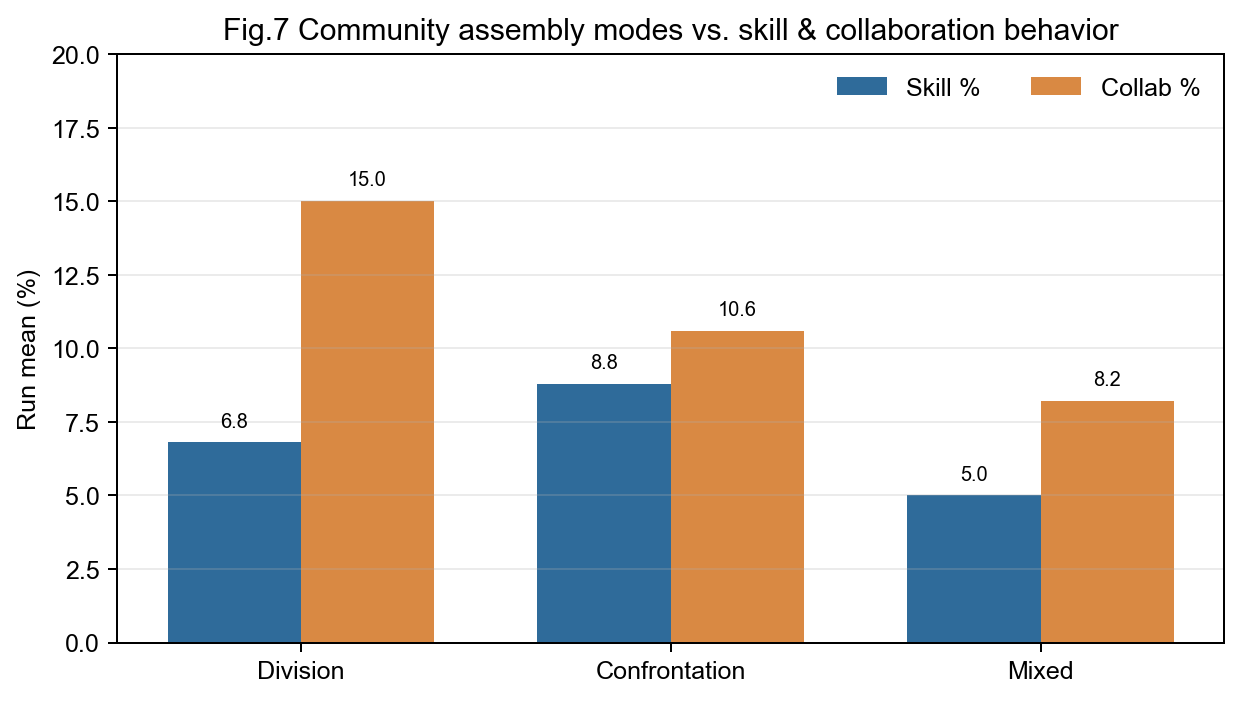 Fig.7 Community assembly modes vs. skill & collaboration behavior
Skill %
Collab %
Run mean (%)
20.0
17.5
15.0
12.5
10.0
7.5
5.0
2.5
0.0
6.8
15.0
8.8
10.6
5.0
8.2
Division
Confrontation
Mixed